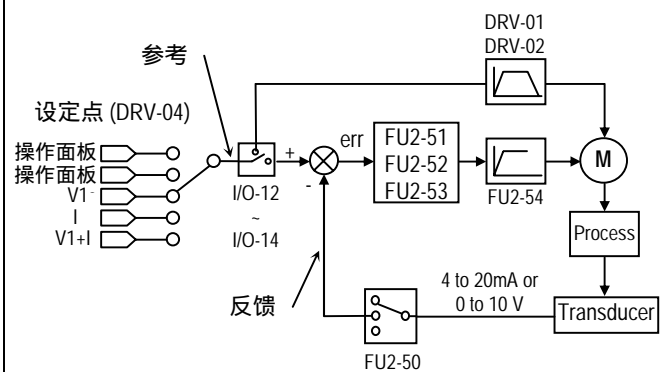 DRV-01
DRV-02
参考
设定点 (DRV-04)
操作面板
操作面板
V1
I
V1+I
I/O-12
~
I/O-14
+
-
err
FU2-51
FU2-52
FU2-53
FU2-54
M
Process
Transducer
4 to 20mA or
0 to 10 V
反馈
FU2-50